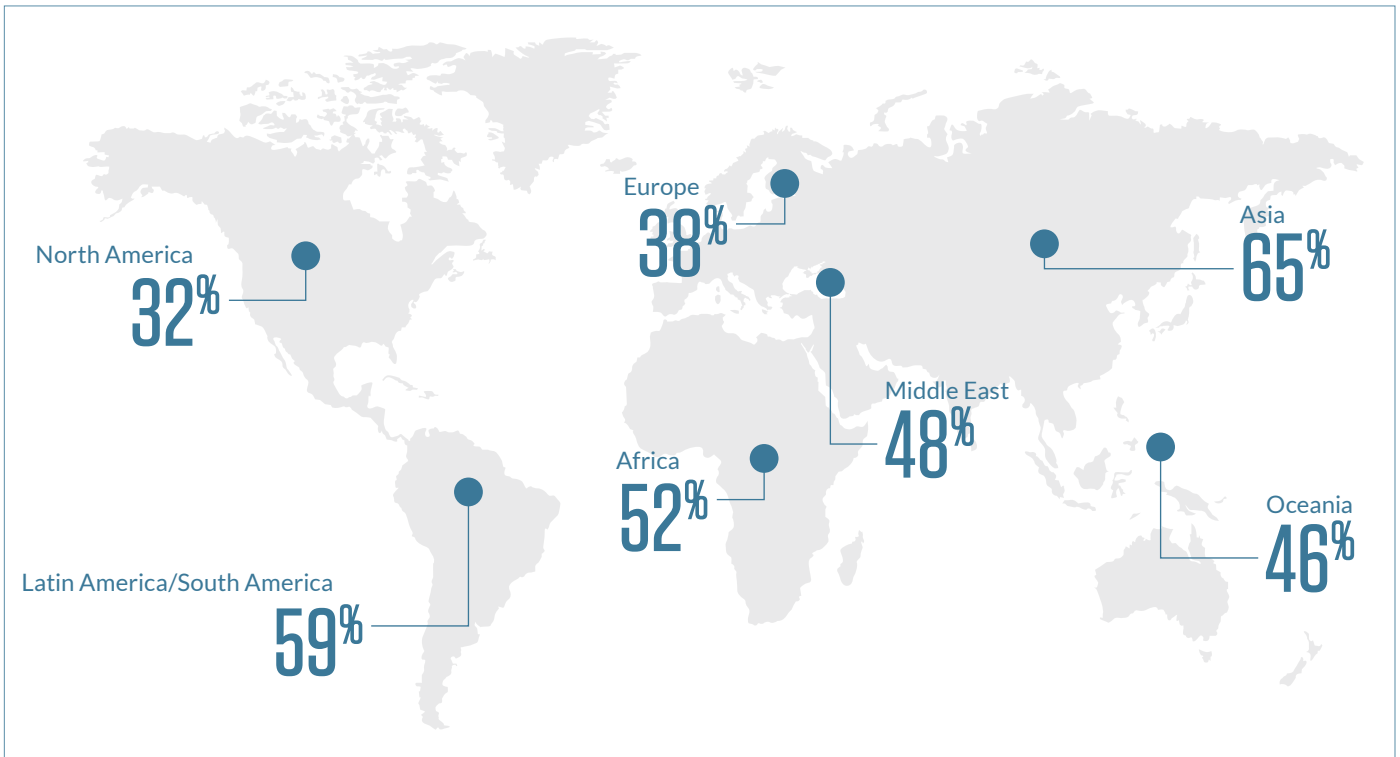 Europe
38%
Asia
65%
North America
32%
Middle East
48%
Africa
52%
Oceania
46%
Latin America/South America
59%